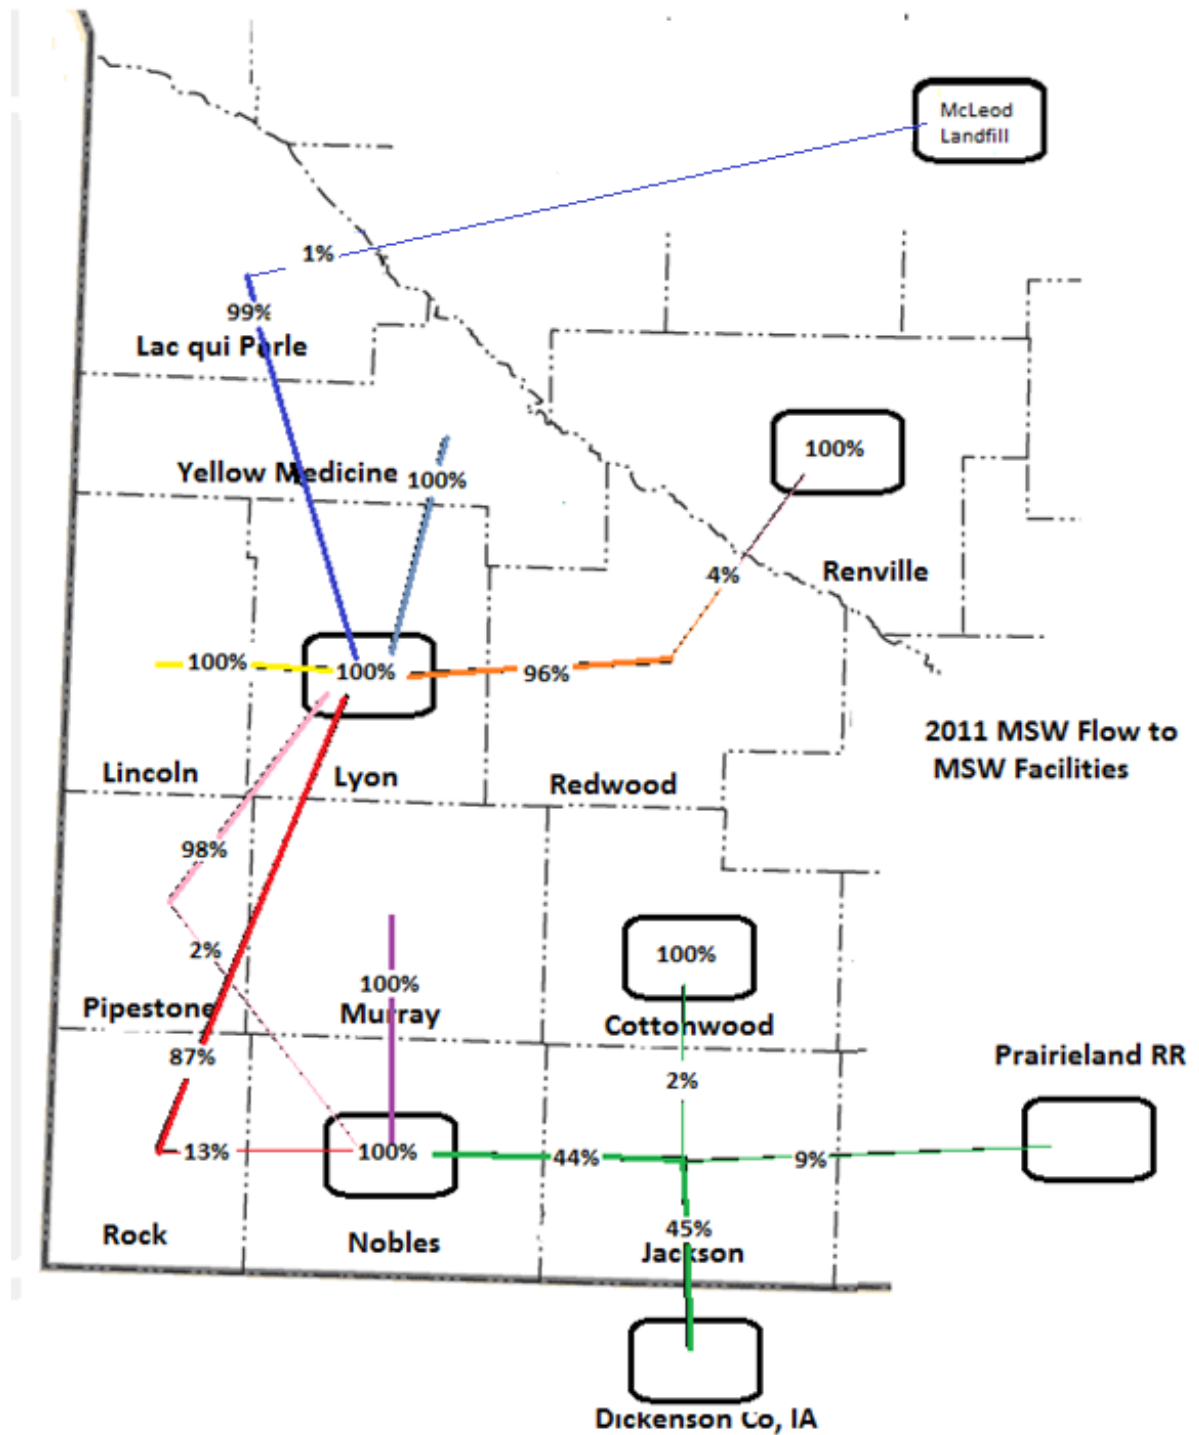 McLeod
Landfill
1%
99%
Lac qui Parle
Yellow Medicine
100%
100%
Renville
4%
100%
100%
96%
2011 MSW Flow to
MSW Facilities
Lincoln
Lyon
Redwood
98%
2%
100%
100%
Pipestone
Murray
Cottonwood
87%
2%
Prairieland RR
13%
100%
44%
9%
45%
Rock
Nobles
Jackson
Dickenson Co, IA